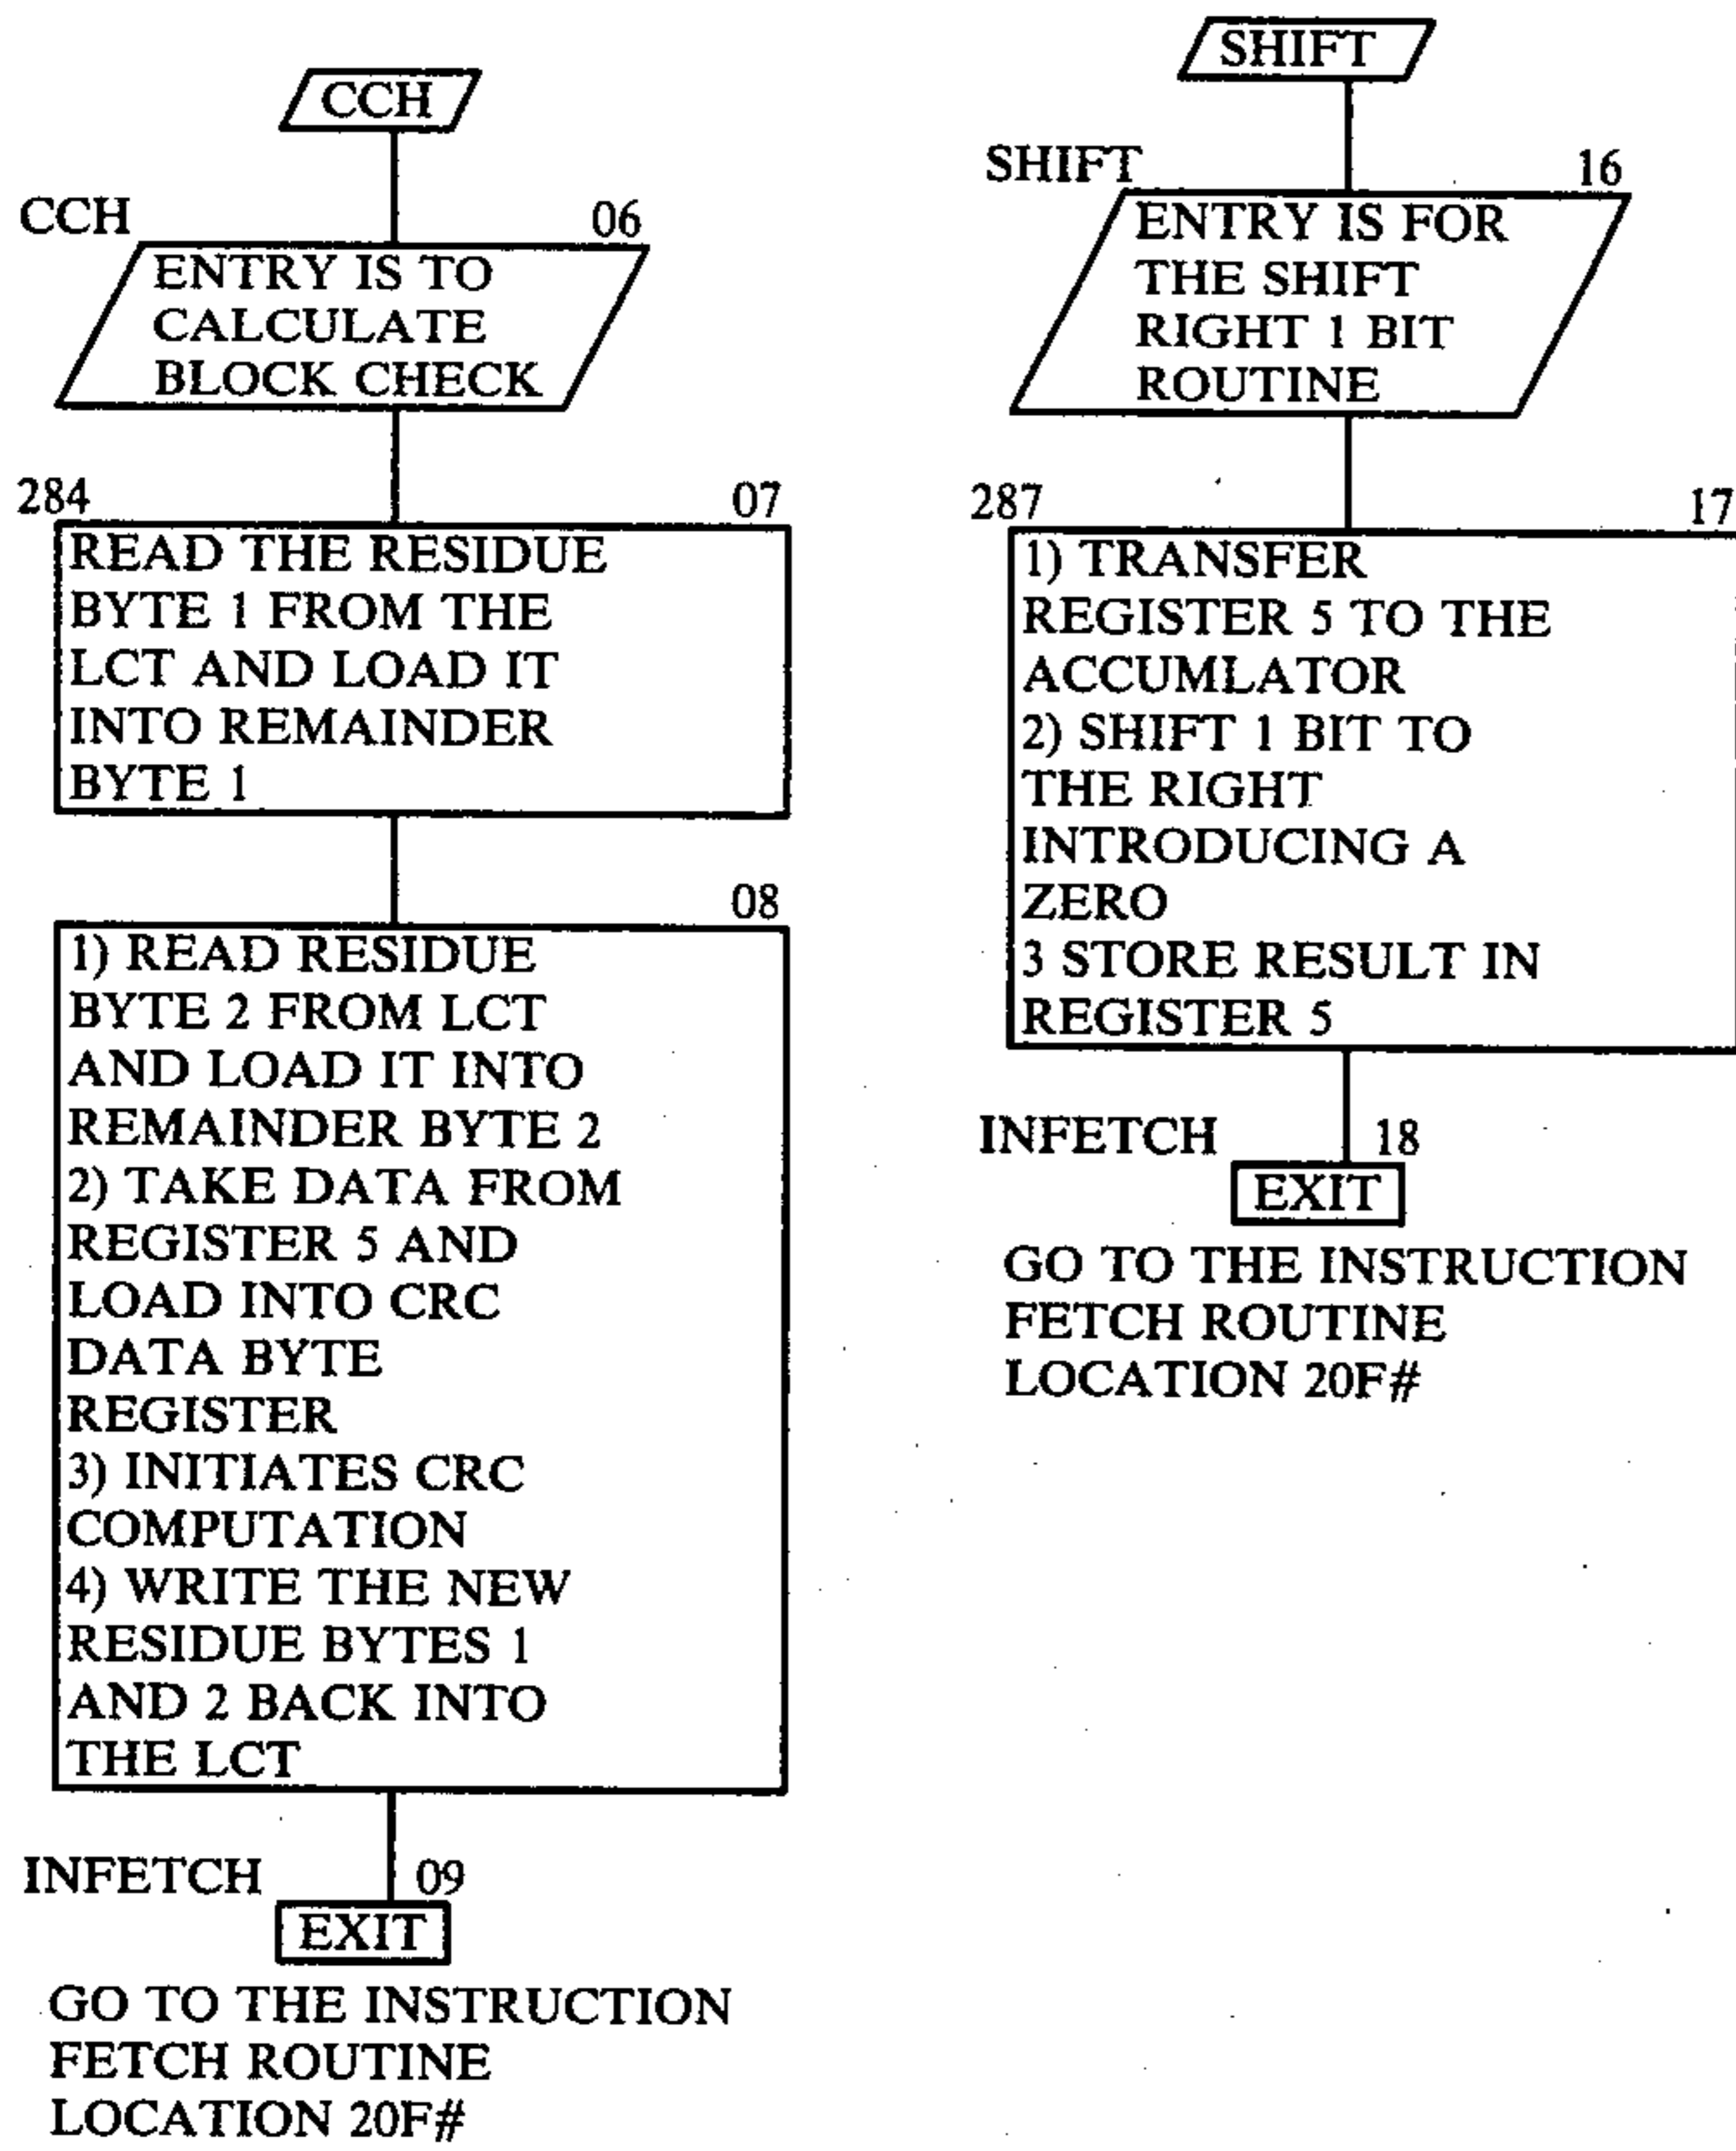 CCH
CCH 06
ENTRY IS TO
CALCULATE
BLOCK CHECK
284 07
READ THE RESIDUE
BYTE 1 FROM THE
LCT AND LOAD IT
INTO REMAINDER
BYTE 1
08
1) READ RESIDUE
BYTE 2 FROM LCT
AND LOAD IT INTO
REMAINDER BYTE 2
2) TAKE DATA FROM
REGISTER 5 AND
LOAD INTO CRC
DATA BYTE
REGISTER
3) INITIATES CRC
COMPUTATION
4) WRITE THE NEW
RESIDUE BYTES 1
AND 2 BACK INTO
THE LCT
INFETCH 09
EXIT
GO TO THE INSTRUCTION
FETCH ROUTINE
LOCATION 20F#
SHIFT
SHIFT 16
ENTRY IS FOR
THE SHIFT
RIGHT 1 BIT
ROUTINE
287 17
1) TRANSFER
REGISTER 5 TO THE
ACCUMLATOR
2) SHIFT 1 BIT TO
THE RIGHT
INTRODUCING A
ZERO
3 STORE RESULT IN
REGISTER 5
INFETCH 18
EXIT
GO TO THE INSTRUCTION
FETCH ROUTINE
LOCATION 20F#